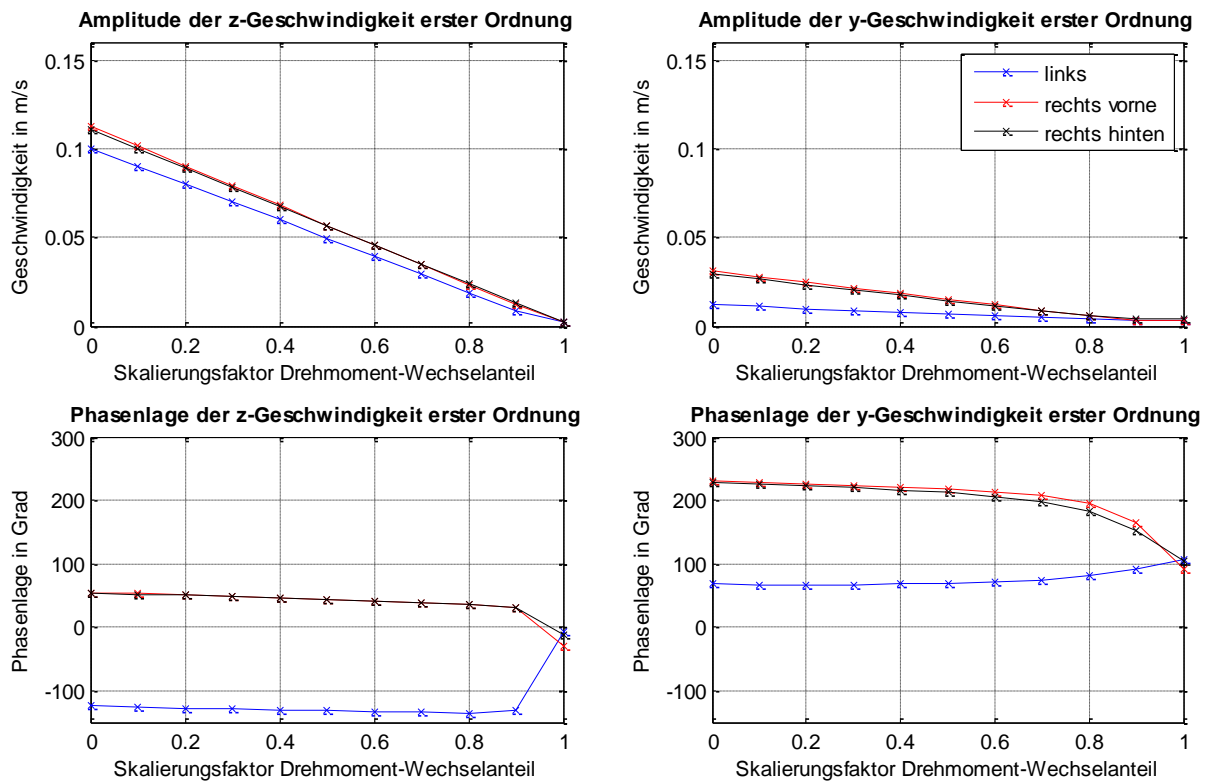 Amplitude der z-Geschwindigkeit erster Ordnung
Geschwindigkeit in m/s
0.15
0.1
0.05
0
0 0.2 0.4 0.6 0.8 1
Skalierungsfaktor Drehmoment-Wechselanteil
Amplitude der y-Geschwindigkeit erster Ordnung
Geschwindigkeit in m/s
0.15
0.1
0.05
0
links
rechts vorne
rechts hinten
0 0.2 0.4 0.6 0.8 1
Skalierungsfaktor Drehmoment-Wechselanteil
Phasenlage der z-Geschwindigkeit erster Ordnung
Phasenlage in Grad
300
200
100
0
-100
0 0.2 0.4 0.6 0.8 1
Skalierungsfaktor Drehmoment-Wechselanteil
Phasenlage der y-Geschwindigkeit erster Ordnung
Phasenlage in Grad
300
200
100
0
-100
0 0.2 0.4 0.6 0.8 1
Skalierungsfaktor Drehmoment-Wechselanteil